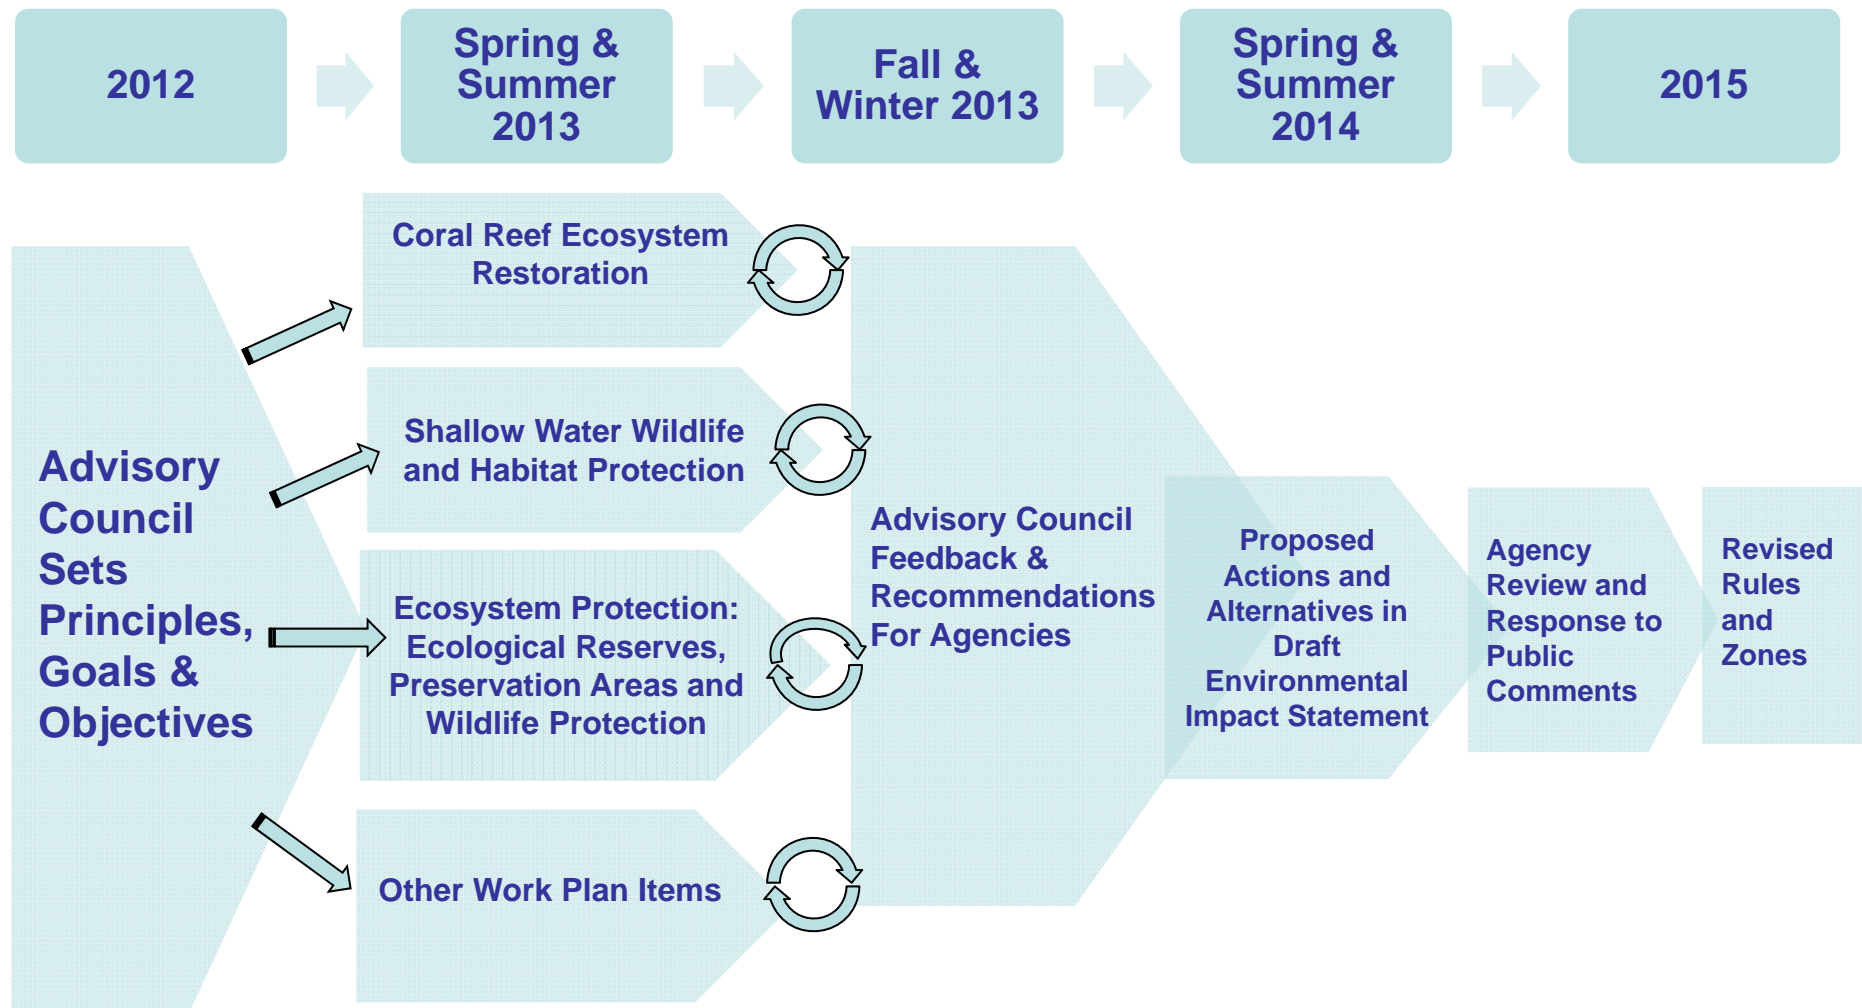 2012
Spring &
Summer
2013
Fall &
Winter 2013
Spring &
Summer
2014
2015
Advisory
Council
Sets
Principles,
Goals &
Objectives
Coral Reef Ecosystem
Restoration
Shallow Water Wildlife
and Habitat Protection
Ecosystem Protection:
Ecological Reserves,
Preservation Areas and
Wildlife Protection
Other Work Plan Items
Advisory Council
Feedback &
Recommendations
For Agencies
Proposed
Actions and
Alternatives in
Draft
Environmental
Impact Statement
Agency
Review and
Response to
Public
Comments
Revised
Rules
and
Zones